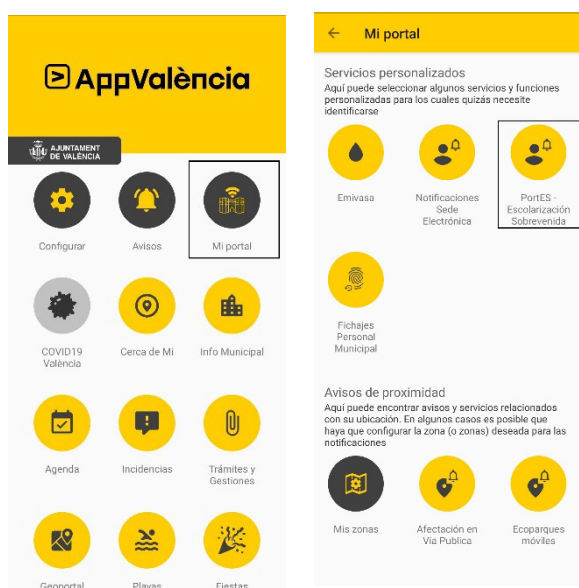 AppValència
AJUNTAMENT
DE VALÈNCIA
Configurar
Avisos
Mi portal
COVID19
València
Cerca de Mi
Info Municipal
Agenda
Incidencias
Trámites y
Gestiones
Geoportal
Playas
Fiestas
Mi portal
Servicios personalizados
Aquí puede seleccionar algunos servicios y funciones
personalizadas para los cuales quizás necesite
identificarse
Emivasa
Notificaciones
Sede
Electrónica
PortES -
Escolarización
Sobrevenida
Fichajes
Personal
Municipal
Avisos de proximidad
Aquí puede encontrar avisos y servicios relacionados
con su ubicación. En algunos casos es posible que
haya que configurar la zona (o zonas) deseada para las
notificaciones
Mis zonas
Afectación en
Vía Publica
Ecoparques
móviles